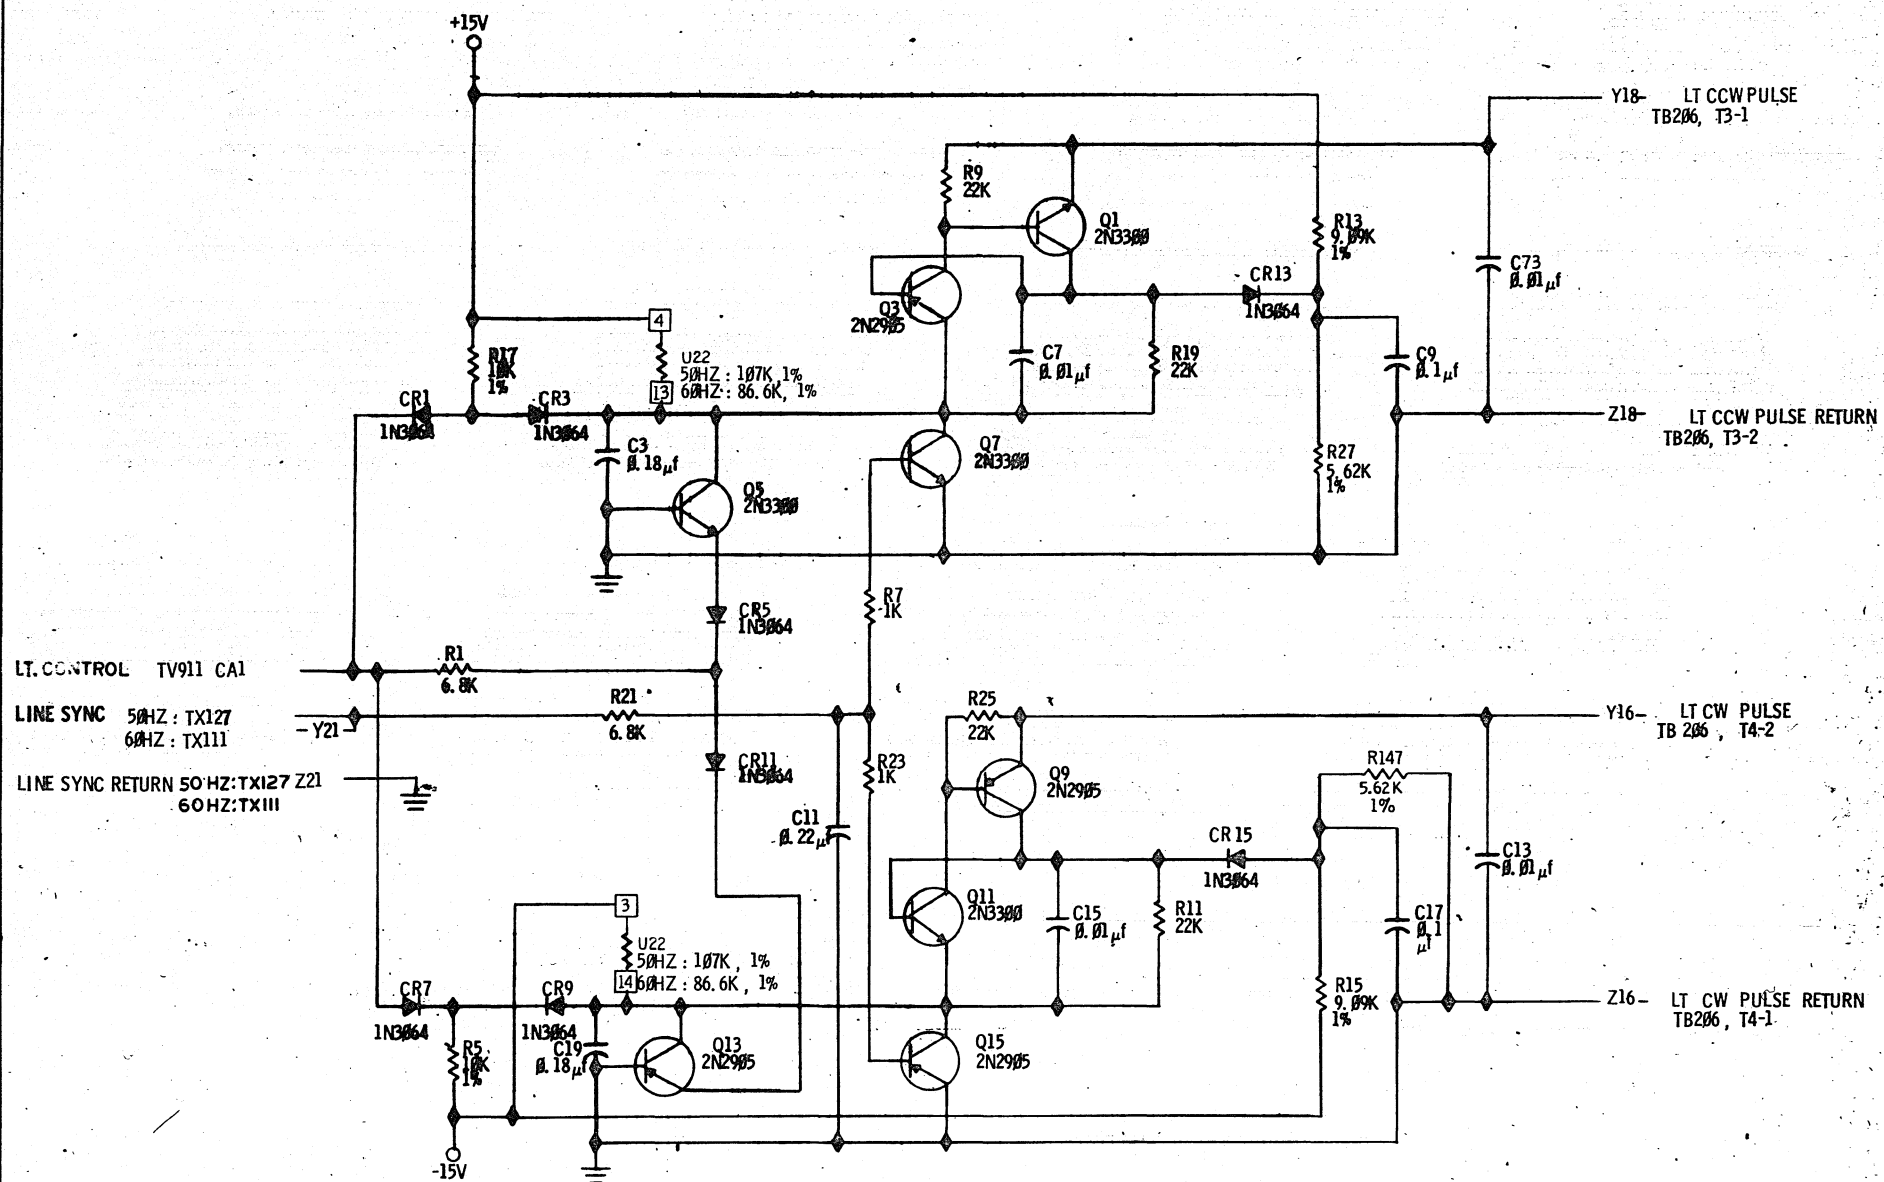 +15V
Y18- LT CCW PULSE
TB2Ø6, T3-1
R9
22K
Q1
2N33ØØ
R13
9.Ø9K
1%
C73
Ø.Ø1µf
CR13
1N3Ø64
Q3
2N29Ø5
4
R17
1ØK
1%
U22
5ØHZ : 1Ø7K, 1%
13
6ØHZ : 86.6K, 1%
C7
Ø.Ø1µf
R19
22K
C9
Ø.1µf
CR1
1N3Ø64
CR3
1N3Ø64
-Z18- LT CCW PULSE RETURN
TB2Ø6, T3-2
C3
Ø.18µf
Q7
2N33ØØ
R27
5.62K
1%
Q5
2N33ØØ
R7
1K
CR5
1N3Ø64
LT. CONTROL TV911 CA1
R1
6.8K
LINE SYNC 5ØHZ : TX127
6ØHZ : TX111
-Y21-
R21
6.8K
R25
22K
Y16- LT CW PULSE
TB 2Ø6 , T4-2
LINE SYNC RETURN 50 HZ:TX127 Z21
60HZ:TX111
CR11
1N3Ø64
R23
1K
Q9
2N29Ø5
R147
5.62K
1%
C11
Ø.22µf
CR15
1N3Ø64
C13
Ø.Ø1µf
Q11
2N33ØØ
C15
Ø.Ø1µf
R11
22K
C17
Ø.1
µf
3
U22
5ØHZ : 1Ø7K , 1%
14
6ØHZ : 86.6K , 1%
CR7
1N3Ø64
CR9
1N3Ø64
R15
9.Ø9K
1%
Z16- LT CW PULSE RETURN
TB2Ø6 , T4-1
R5
1ØK
1%
C19
Ø.18µf
Q13
2N29Ø5
Q15
2N29Ø5
-15V